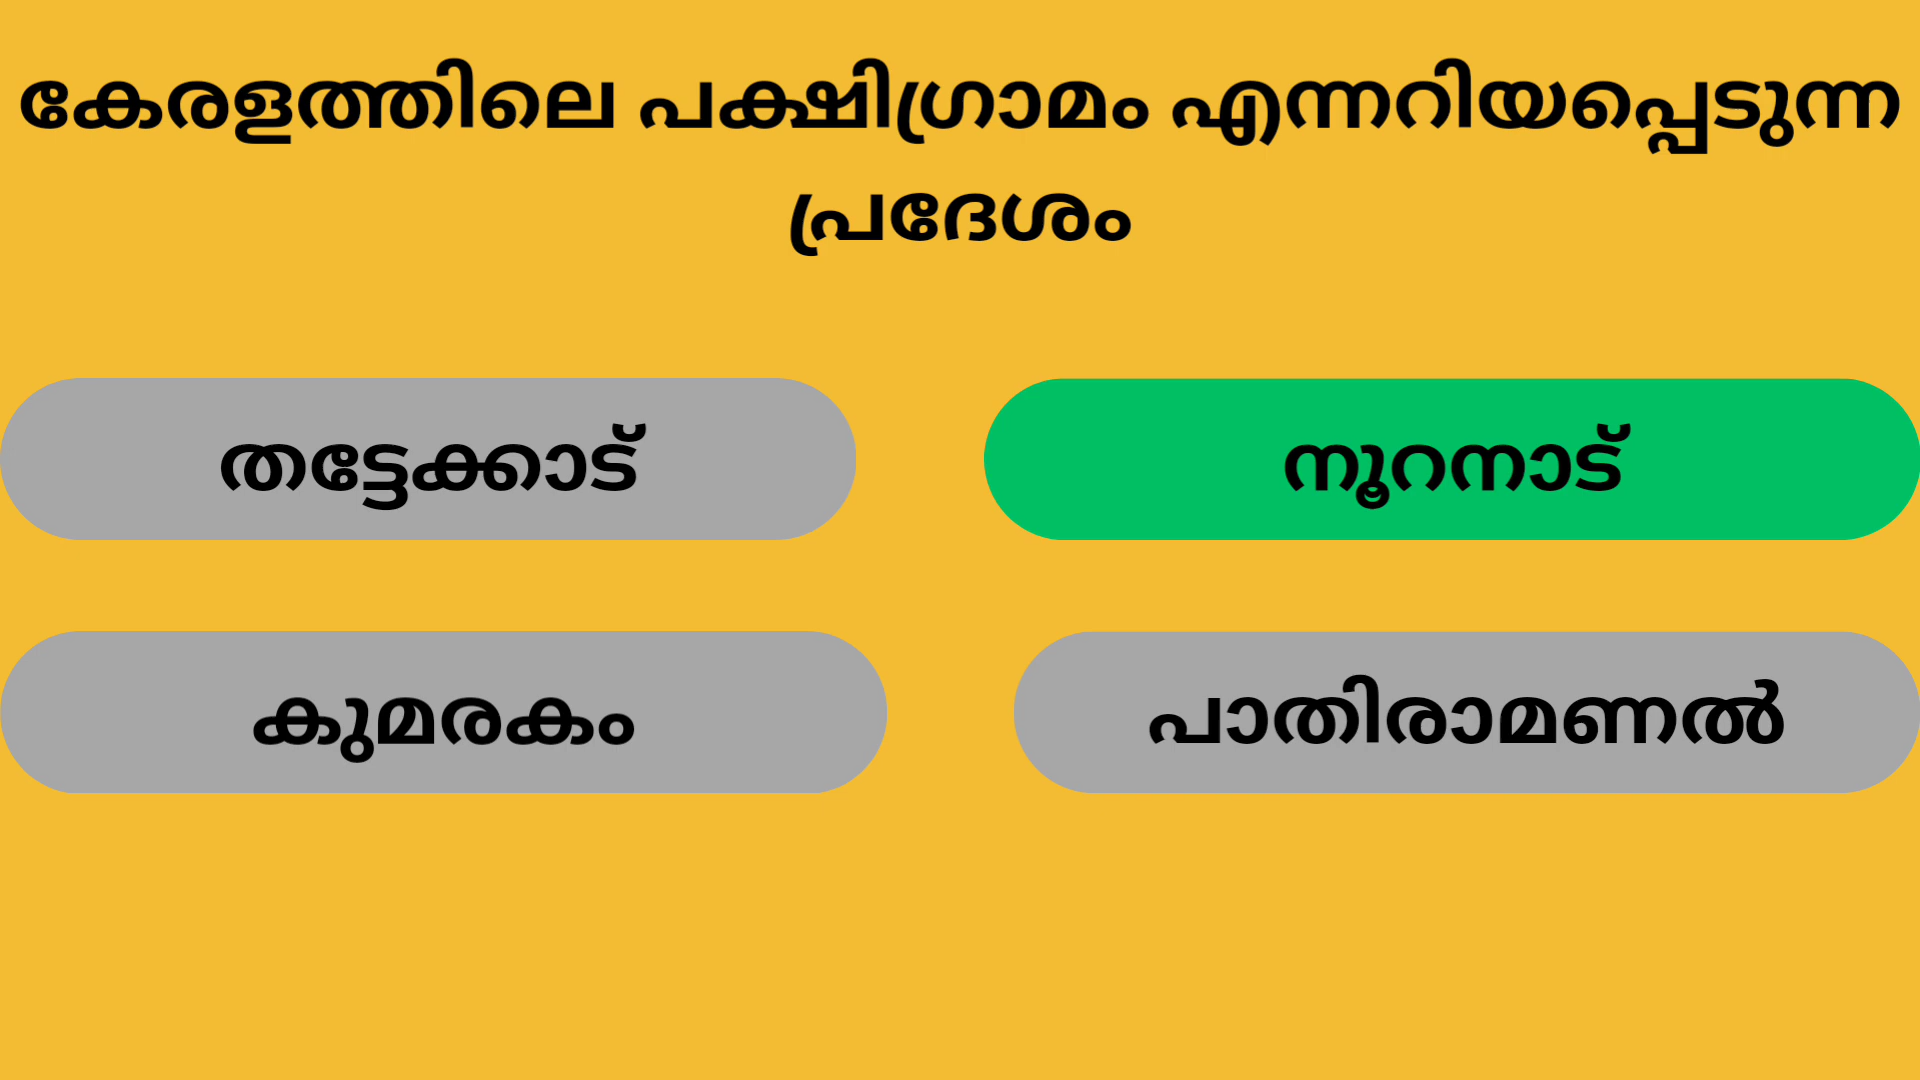 കേരളത്തിലെ പക്ഷിഗ്രാമം എന്നറിയപ്പെടുന്ന
പ്രദേശം
തട്ടേക്കാട്
നൂറനാട്
കുമരകം
പാതിരാമണൽ